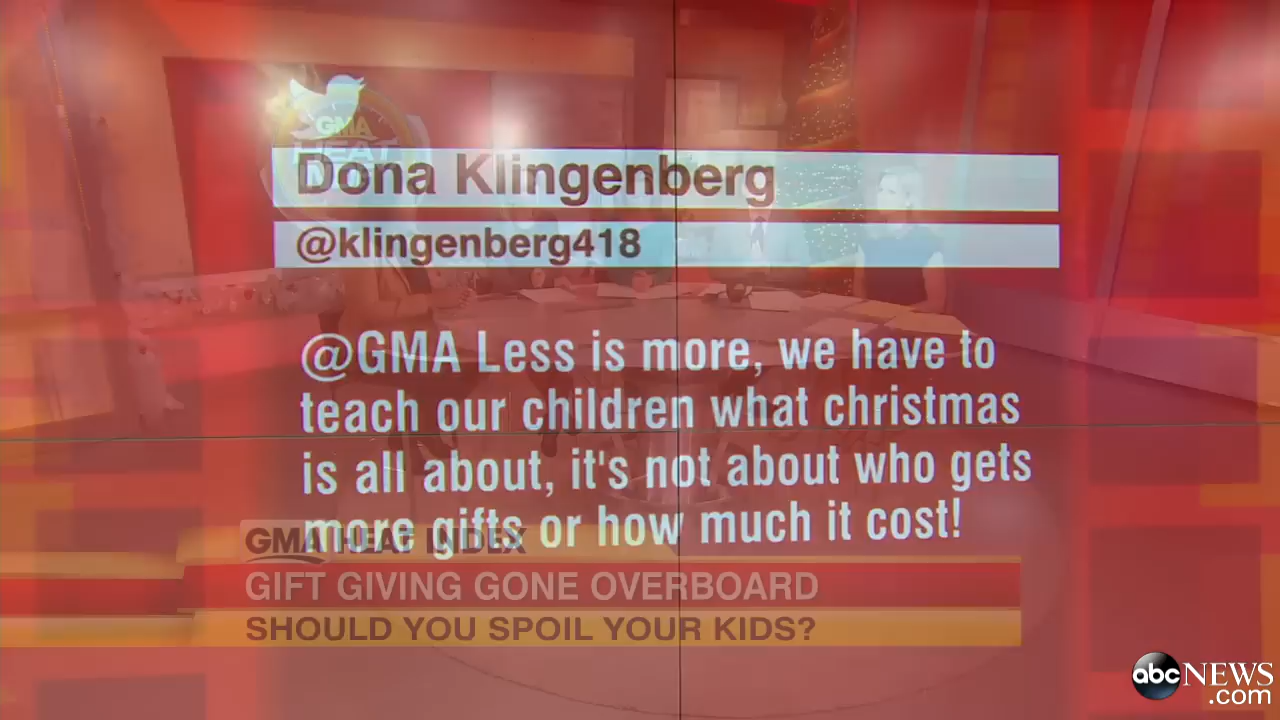 GMA
HEAT
Dona Klingenberg
@klingenberg418
@GMA Less is more, we have to
teach our children what christmas
is all about, it's not about who gets
more gifts or how much it cost!
GMA HEAT INDEX
GIFT GIVING GONE OVERBOARD
SHOULD YOU SPOIL YOUR KIDS?
abc NEWS
.com